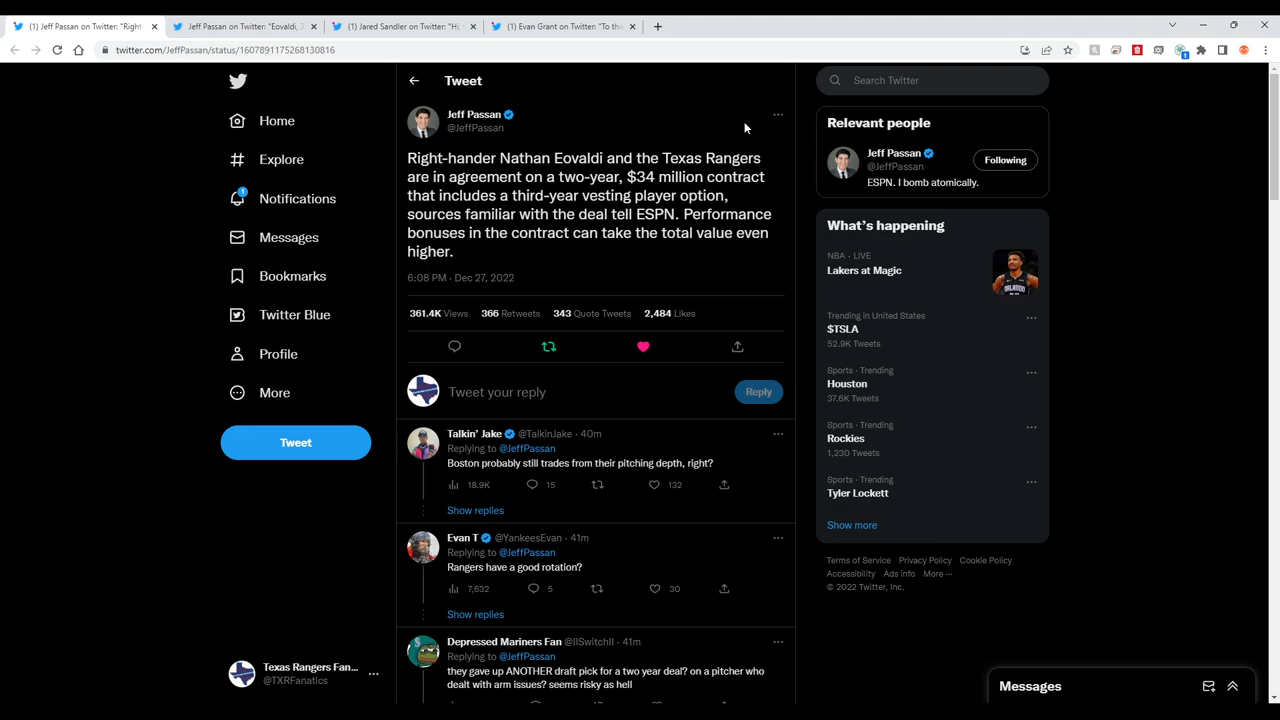 (1) Jeff Passan on Twitter: "Right-
Jeff Passan on Twitter: "Eovaldi, 3
(1) Jared Sandler on Twitter: "Hi,
(1) Evan Grant on Twitter: "To thi
twitter.com/JeffPassan/status/1607891175268130816
Home
Explore
1
Notifications
Messages
Bookmarks
Twitter Blue
Profile
More
Tweet
Texas Rangers Fan...
@TXRFanatics
Tweet
Jeff Passan
@JeffPassan
Right-hander Nathan Eovaldi and the Texas Rangers
are in agreement on a two-year, $34 million contract
that includes a third-year vesting player option,
sources familiar with the deal tell ESPN. Performance
bonuses in the contract can take the total value even
higher.
6:08 PM · Dec 27, 2022
361.4K Views 366 Retweets 343 Quote Tweets 2,484 Likes
Tweet your reply
Reply
Talkin' Jake @TalkinJake · 40m
Replying to @JeffPassan
Boston probably still trades from their pitching depth, right?
18.9K 15 132
Show replies
Evan T @YankeesEvan · 41m
Replying to @JeffPassan
Rangers have a good rotation?
7,632 5 30
Show replies
Depressed Mariners Fan @IISwitchII · 41m
Replying to @JeffPassan
they gave up ANOTHER draft pick for a two year deal? on a pitcher who
dealt with arm issues? seems risky as hell
Search Twitter
Relevant people
Jeff Passan
@JeffPassan
Following
ESPN. I bomb atomically.
What's happening
NBA · LIVE
Lakers at Magic
Trending in United States
$TSLA
52.9K Tweets
Sports · Trending
Houston
37.6K Tweets
Sports · Trending
Rockies
1,230 Tweets
Sports · Trending
Tyler Lockett
Show more
Terms of Service Privacy Policy Cookie Policy
Accessibility Ads info More ···
© 2022 Twitter, Inc.
Messages